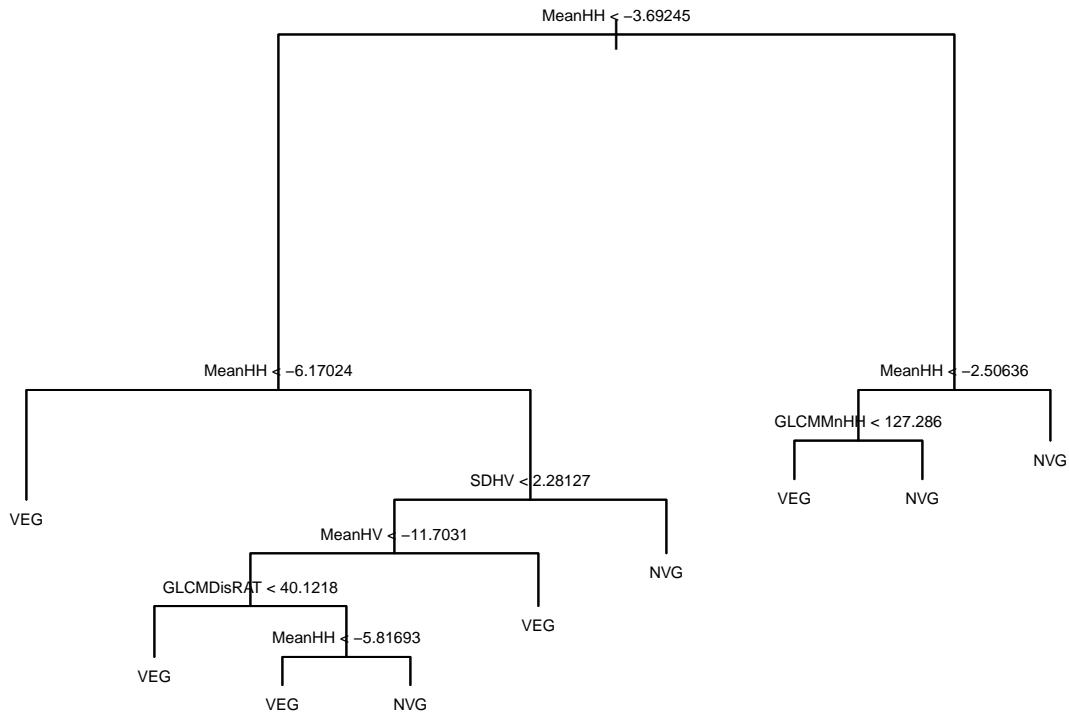 MeanHH < −3.69245
MeanHH < −6.17024
MeanHH < −2.50636
GLCMMnHH < 127.286
NVG
SDHV < 2.28127
VEG
NVG
VEG
MeanHV < −11.7031
NVG
GLCMDisRAT < 40.1218
VEG
MeanHH < −5.81693
VEG
VEG
NVG